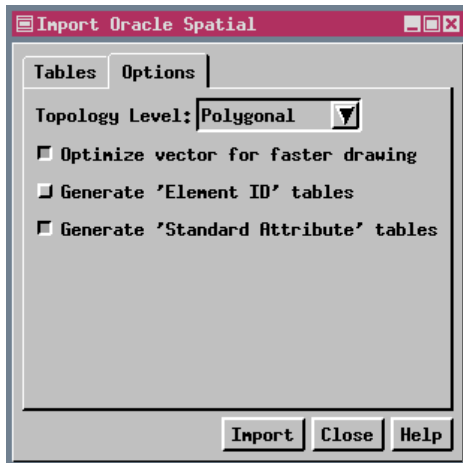 Import Oracle Spatial
Tables Options
Topology Level: Polygonal
Optimize vector for faster drawing
Generate 'Element ID' tables
Generate 'Standard Attribute' tables
Import Close Help